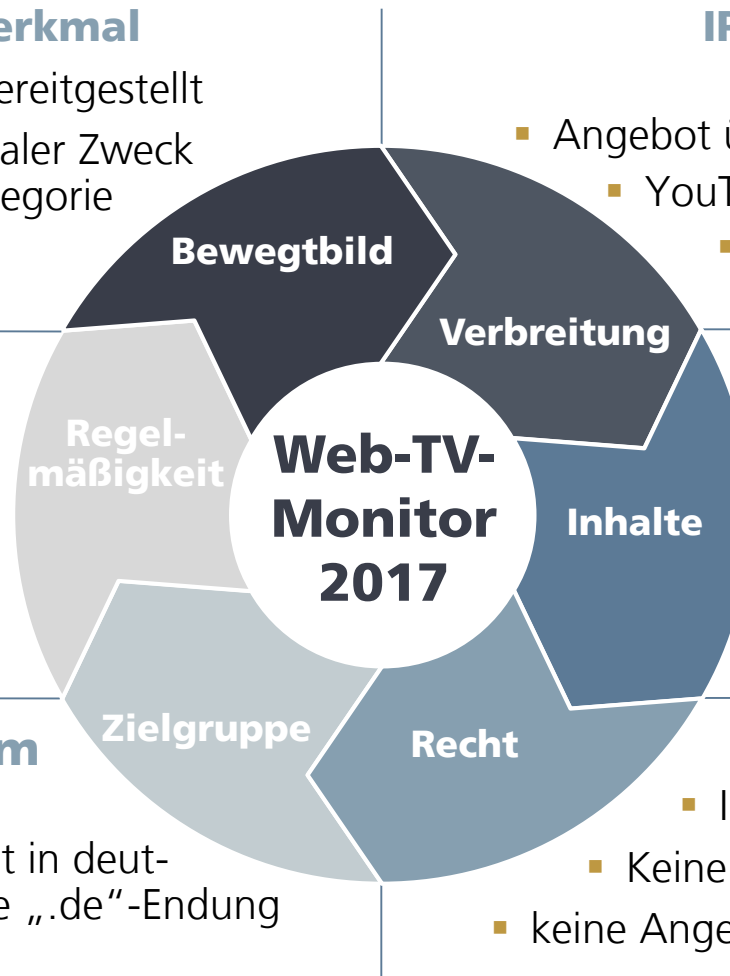 erkmal
ereitgestellt
aler Zweck
egorie
IP
Angebot ü
YouT
Bewegtbild
Verbreitung
Regel-
mäßigkeit
Web-TV-
Monitor
2017
Inhalte
Zielgruppe
Recht
m
t in deut-
e „.de“-Endung
Keine
keine Ange